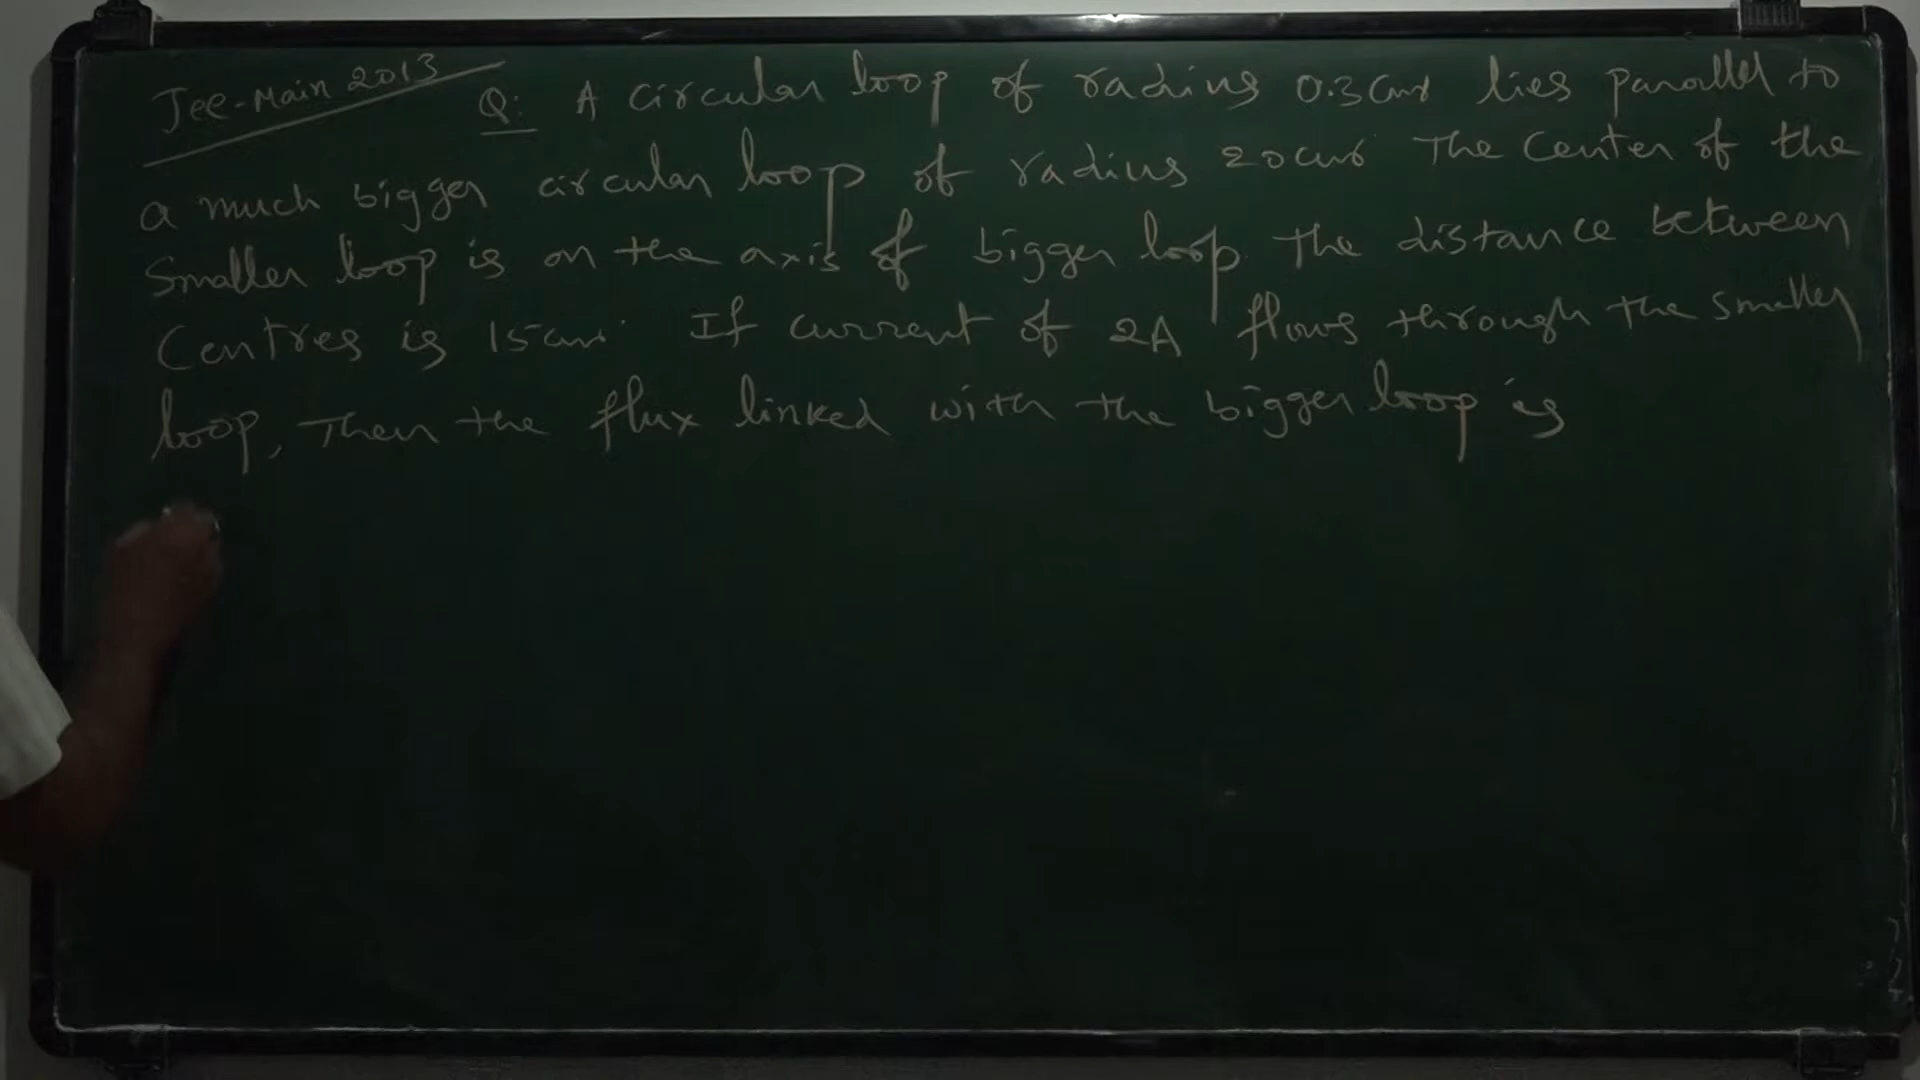 Jee-Main 2013
Q: A circular loop of radius 0.3cm lies parallel to
a much bigger circular loop of radius 20cm. The center of the
smaller loop is on the axis of bigger loop. The distance between
Centres is 15cm. If current of 2A flows through the smaller
loop, Then the flux linked with the bigger loop is